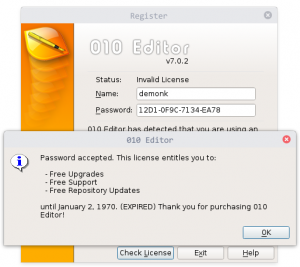 Register
010 Editor
v7.0.2
Status: Invalid License
Name: demonk
Password: 12D1-0F9C-7134-EA78
010 Editor has detected that you are using an
010 Editor
Password accepted. This license entitles you to:
- Free Upgrades
- Free Support
- Free Repository Updates
until January 2, 1970. (EXPIRED) Thank you for purchasing 010
Editor!
OK
Check License Exit Help